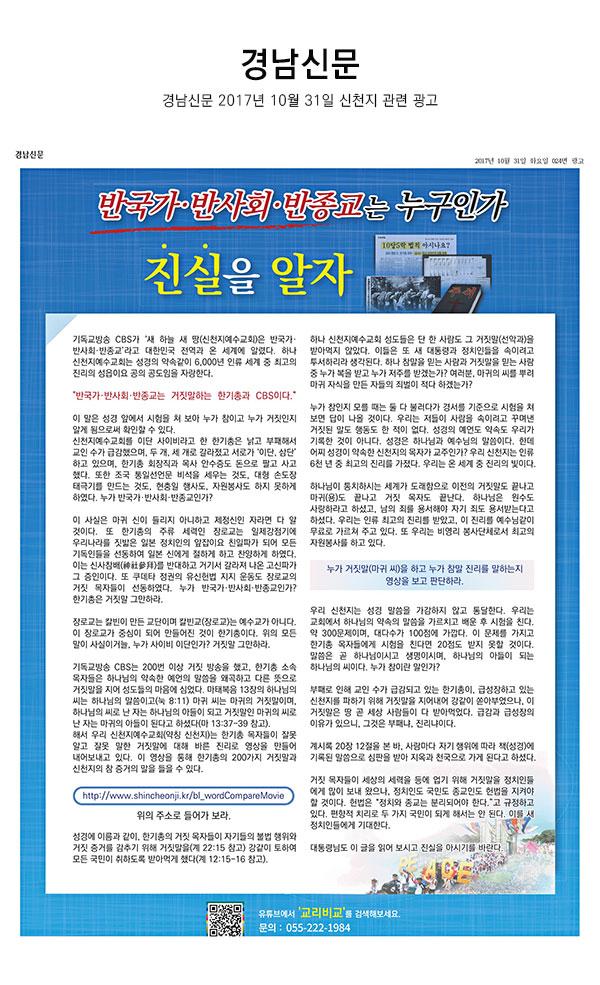 경남신문
경남신문 2017년 10월 31일 신천지 관련 광고
경남신문
2017년 10월 31일 화요일 024면 광고
반국가·반사회·반종교는 누구인가
진실을 알자
10당5락 법칙 아시나요?
기독교방송 CBS가 '새 하늘 새 땅(신천지예수교회)은 반국가·
반사회·반종교'라고 대한민국 전역과 온 세계에 알렸다. 하나
신천지예수교회는 성경의 약속같이 6,000년 인류 세계 중 최고의
진리의 성읍이요 공의 공도임을 자랑한다.
"반국가·반사회·반종교는 거짓말하는 한기총과 CBS이다."
이 말은 성경 앞에서 시험을 쳐 보아 누가 참이고 누가 거짓인지
알게 됨으로써 확인할 수 있다.
신천지예수교회를 이단 사이비라고 한 한기총은 낡고 부패해서
교인 수가 급감했으며, 두 개, 세 개로 갈라졌고 서로가 '이단, 삼단'
하고 있으며, 한기총 회장직과 목사 안수증도 돈으로 팔고 사고
했다. 또한 조국 통일선언문 비석을 세우는 것도, 대형 손도장
태극기를 만드는 것도, 현충일 행사도, 자원봉사도 하지 못하게
하였다. 누가 반국가·반사회·반종교인가?
이 사실은 마귀 신이 들리지 아니하고 제정신인 자라면 다 알
것이다. 또 한기총의 주류 세력인 장로교는 일제강점기에
우리나라를 짓밟은 일본 정치인의 앞잡이요 친일파가 되어 모든
기독인들을 선동하여 일본 신에게 절하게 하고 찬양하게 하였다.
이는 신사참배(神社參拜)를 반대하고 거기서 갈라져 나온 고신파가
그 증인이다. 또 쿠데타 정권의 유신헌법 지지 운동도 장로교의
거짓 목자들이 선동하였다. 누가 반국가·반사회·반종교인가?
한기총은 거짓말 그만하라.
장로교는 칼빈이 만든 교단이며 칼빈교(장로교)는 예수교가 아니다.
이 장로교가 중심이 되어 만들어진 것이 한기총이다. 위의 모든
말이 사실이거늘, 누가 사이비 이단인가? 거짓말 그만하라.
기독교방송 CBS는 200번 이상 거짓 방송을 했고, 한기총 소속
목자들은 하나님의 약속한 예언의 말씀을 왜곡하고 다른 뜻으로
거짓말을 지어 성도들의 마음에 심었다. 마태복음 13장의 하나님의
씨는 하나님의 말씀이고(눅 8:11) 마귀 씨는 마귀의 거짓말이며,
하나님의 씨로 난 자는 하나님의 아들이 되고 거짓말인 마귀의 씨로
난 자는 마귀의 아들이 된다고 하셨다(마 13:37~39 참고).
해서 우리 신천지예수교회(약칭 신천지)는 한기총 목자들이 잘못
알고 잘못 말한 거짓말에 대해 바른 진리로 영상을 만들어
내어보내고 있다. 이 영상을 통해 한기총의 200가지 거짓말과
신천지의 참 증거의 말을 들을 수 있다.
http://www.shincheonji.kr/bl_wordCompareMovie
위의 주소로 들어가 보라.
성경에 이름과 같이, 한기총의 거짓 목자들이 자기들의 불법 행위와
거짓 증거를 감추기 위해 거짓말을(계 22:15 참고) 강같이 토하여
모든 국민이 취하도록 받아먹게 했다(계 12:15-16 참고).
하나 신천지예수교회 성도들은 단 한 사람도 그 거짓말(선악과)을
받아먹지 않았다. 이들은 또 새 대통령과 정치인들을 속이려고
투서하리라 생각된다. 하나 참말을 믿는 사람과 거짓말을 믿는 사람
중 누가 복을 받고 누가 저주를 받겠는가? 여러분, 마귀의 씨를 뿌려
마귀 자식을 만든 자들의 죄벌이 적다 하겠는가?
누가 참인지 모를 때는 둘 다 불러다가 경서를 기준으로 시험을 쳐
보면 답이 나올 것이다. 우리는 저들이 사람을 속이려고 꾸며낸
거짓된 말도 행동도 한 적이 없다. 성경의 예언도 약속도 우리가
기록한 것이 아니다. 성경은 하나님과 예수님의 말씀이다. 한데
어찌 성경이 약속한 신천지의 목자가 교주인가? 우리 신천지는 인류
6천 년 중 최고의 진리를 가졌다. 우리는 온 세계 중 진리의 빛이다.
하나님이 통치하시는 세계가 도래함으로 이전의 거짓말도 끝나고
마귀(용)도 끝나고 거짓 목자도 끝난다. 하나님은 원수도
사랑하라고 하셨고, 남의 죄를 용서해야 자기 죄도 용서받는다고
하셨다. 우리는 인류 최고의 진리를 받았고, 이 진리를 예수님같이
무료로 가르쳐 주고 있다. 또 우리는 비영리 봉사단체로서 최고의
자원봉사를 하고 있다.
누가 거짓말(마귀 씨)을 하고 누가 참말 진리를 말하는지
영상을 보고 판단하라.
우리 신천지는 성경 말씀을 가감하지 않고 통달한다. 우리는
교회에서 하나님의 약속의 말씀을 가르치고 배운 후 시험을 친다.
약 300문제이며, 대다수가 100점에 가깝다. 이 문제를 가지고
한기총 목자들에게 시험을 친다면 20점도 받지 못할 것이다.
말씀은 곧 하나님이시고 생명이시며, 하나님의 아들이 되는
하나님의 씨이다. 누가 참이란 말인가?
부패로 인해 교인 수가 급감되고 있는 한기총이, 급성장하고 있는
신천지를 파하기 위해 거짓말을 지어내어 강같이 쏟아부었으나, 이
거짓말은 땅 곧 세상 사람들이 다 받아먹었다. 급감과 급성장의
이유가 있으니, 그것은 부패냐, 진리냐이다.
계시록 20장 12절을 본 바, 사람마다 자기 행위에 따라 책(성경)에
기록된 말씀으로 심판을 받아 지옥과 천국으로 가게 된다고 하셨다.
거짓 목자들이 세상의 세력을 등에 업기 위해 거짓말을 정치인들
에게 많이 보내 왔으나, 정치인도 국민도 종교인도 헌법을 지켜야
할 것이다. 헌법은 "정치와 종교는 분리되어야 한다."고 규정하고
있다. 편향적 치리로 두 가지 국민이 되게 해서는 안 된다. 이를 새
정치인들에게 기대한다.
대통령님도 이 글을 읽어 보시고 진실을 아시기를 바란다.
PEACE
유튜브에서 '교리비교'를 검색해보세요.
문의 : 055-222-1984